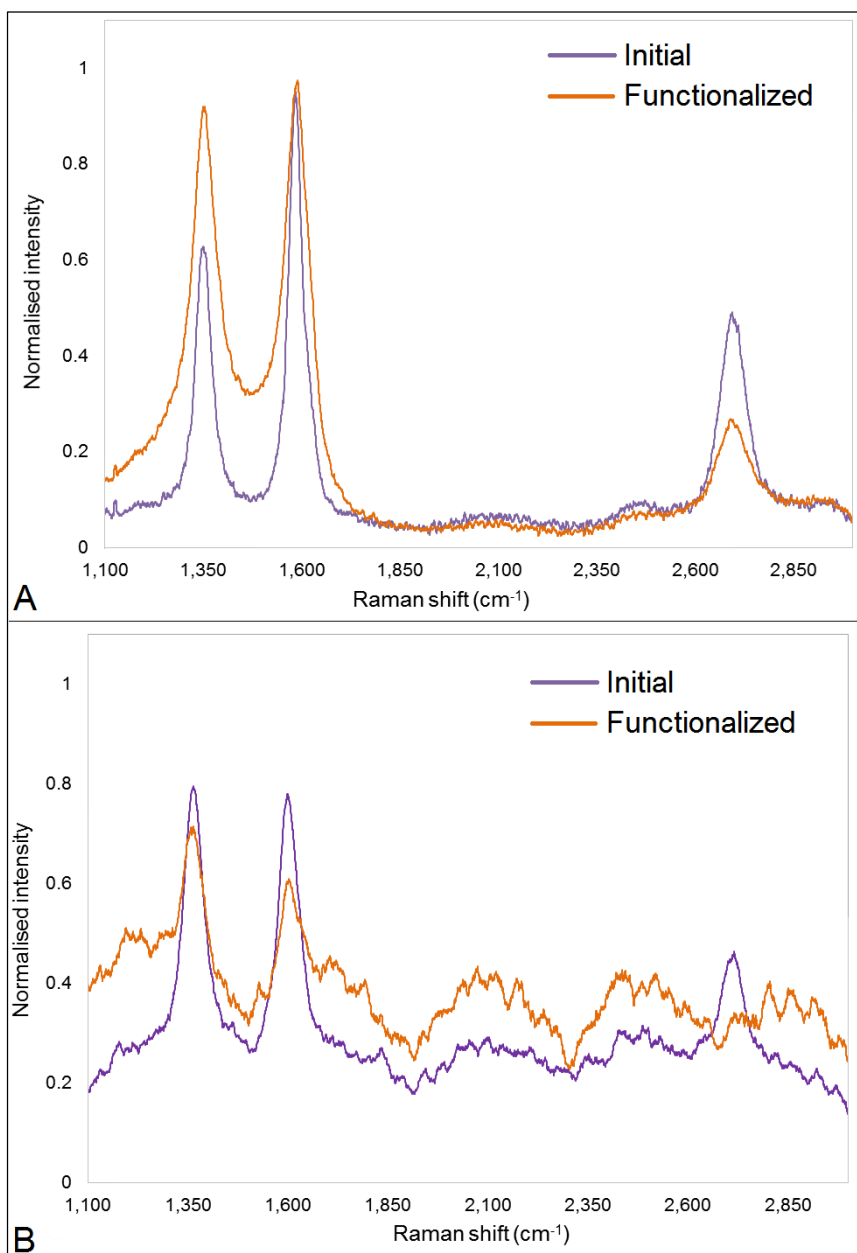 Initial
Functionalized
1
0.8
0.6
0.4
0.2
0
Normalised intensity
1,100 1,350 1,600 1,850 2,100 2,350 2,600 2,850
Raman shift (cm⁻¹)
A
Initial
Functionalized
1
0.8
0.6
0.4
0.2
0
Normalised intensity
1,100 1,350 1,600 1,850 2,100 2,350 2,600 2,850
Raman shift (cm⁻¹)
B